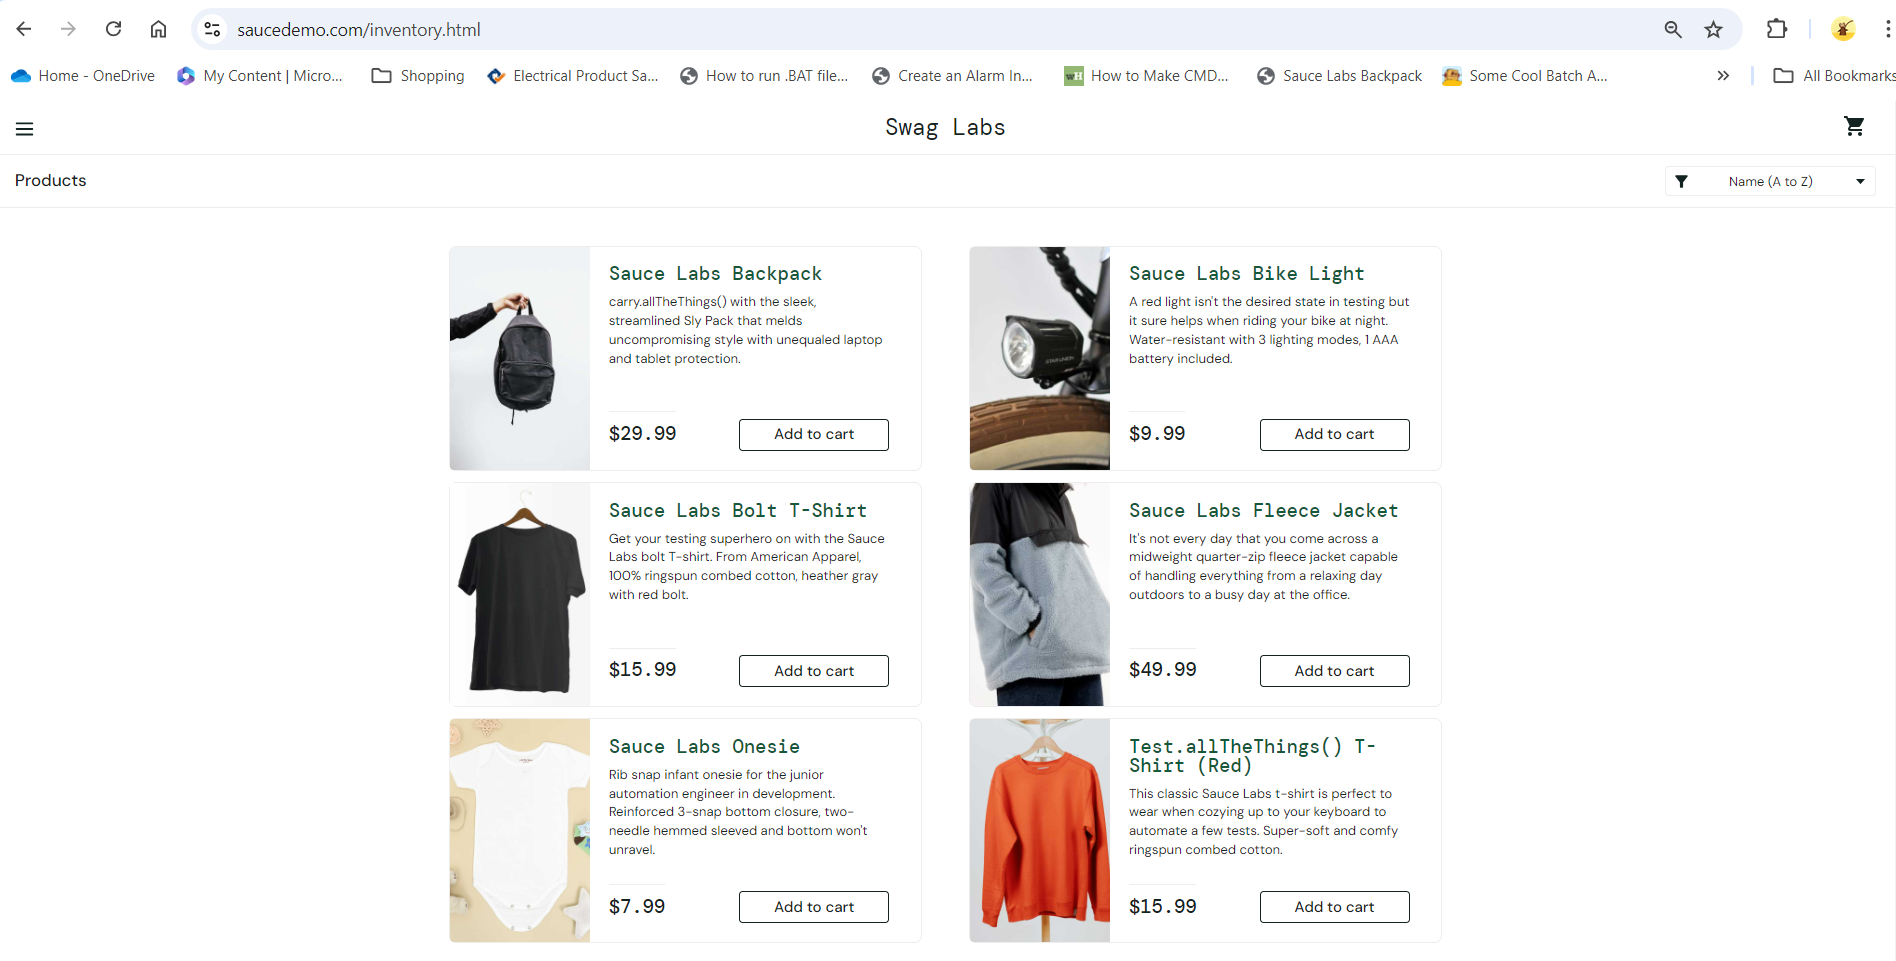 saucedemo.com/inventory.html
Home - OneDrive
My Content | Micro...
Shopping
Electrical Product Sa...
How to run .BAT file...
Create an Alarm In...
wH
How to Make CMD...
Sauce Labs Backpack
Some Cool Batch A...
All Bookmarks
Swag Labs
Products
Name (A to Z)
Sauce Labs Backpack
carry.allTheThings() with the sleek,
streamlined Sly Pack that melds
uncompromising style with unequaled laptop
and tablet protection.
$29.99
Add to cart
Sauce Labs Bike Light
A red light isn't the desired state in testing but
it sure helps when riding your bike at night.
Water-resistant with 3 lighting modes, 1 AAA
battery included.
$9.99
Add to cart
Sauce Labs Bolt T-Shirt
Get your testing superhero on with the Sauce
Labs bolt T-shirt. From American Apparel,
100% ringspun combed cotton, heather gray
with red bolt.
$15.99
Add to cart
Sauce Labs Fleece Jacket
It's not every day that you come across a
midweight quarter-zip fleece jacket capable
of handling everything from a relaxing day
outdoors to a busy day at the office.
$49.99
Add to cart
Sauce Labs Onesie
Rib snap infant onesie for the junior
automation engineer in development.
Reinforced 3-snap bottom closure, two-
needle hemmed sleeved and bottom won't
unravel.
$7.99
Add to cart
Test.allTheThings() T-
Shirt (Red)
This classic Sauce Labs t-shirt is perfect to
wear when cozying up to your keyboard to
automate a few tests. Super-soft and comfy
ringspun combed cotton.
$15.99
Add to cart